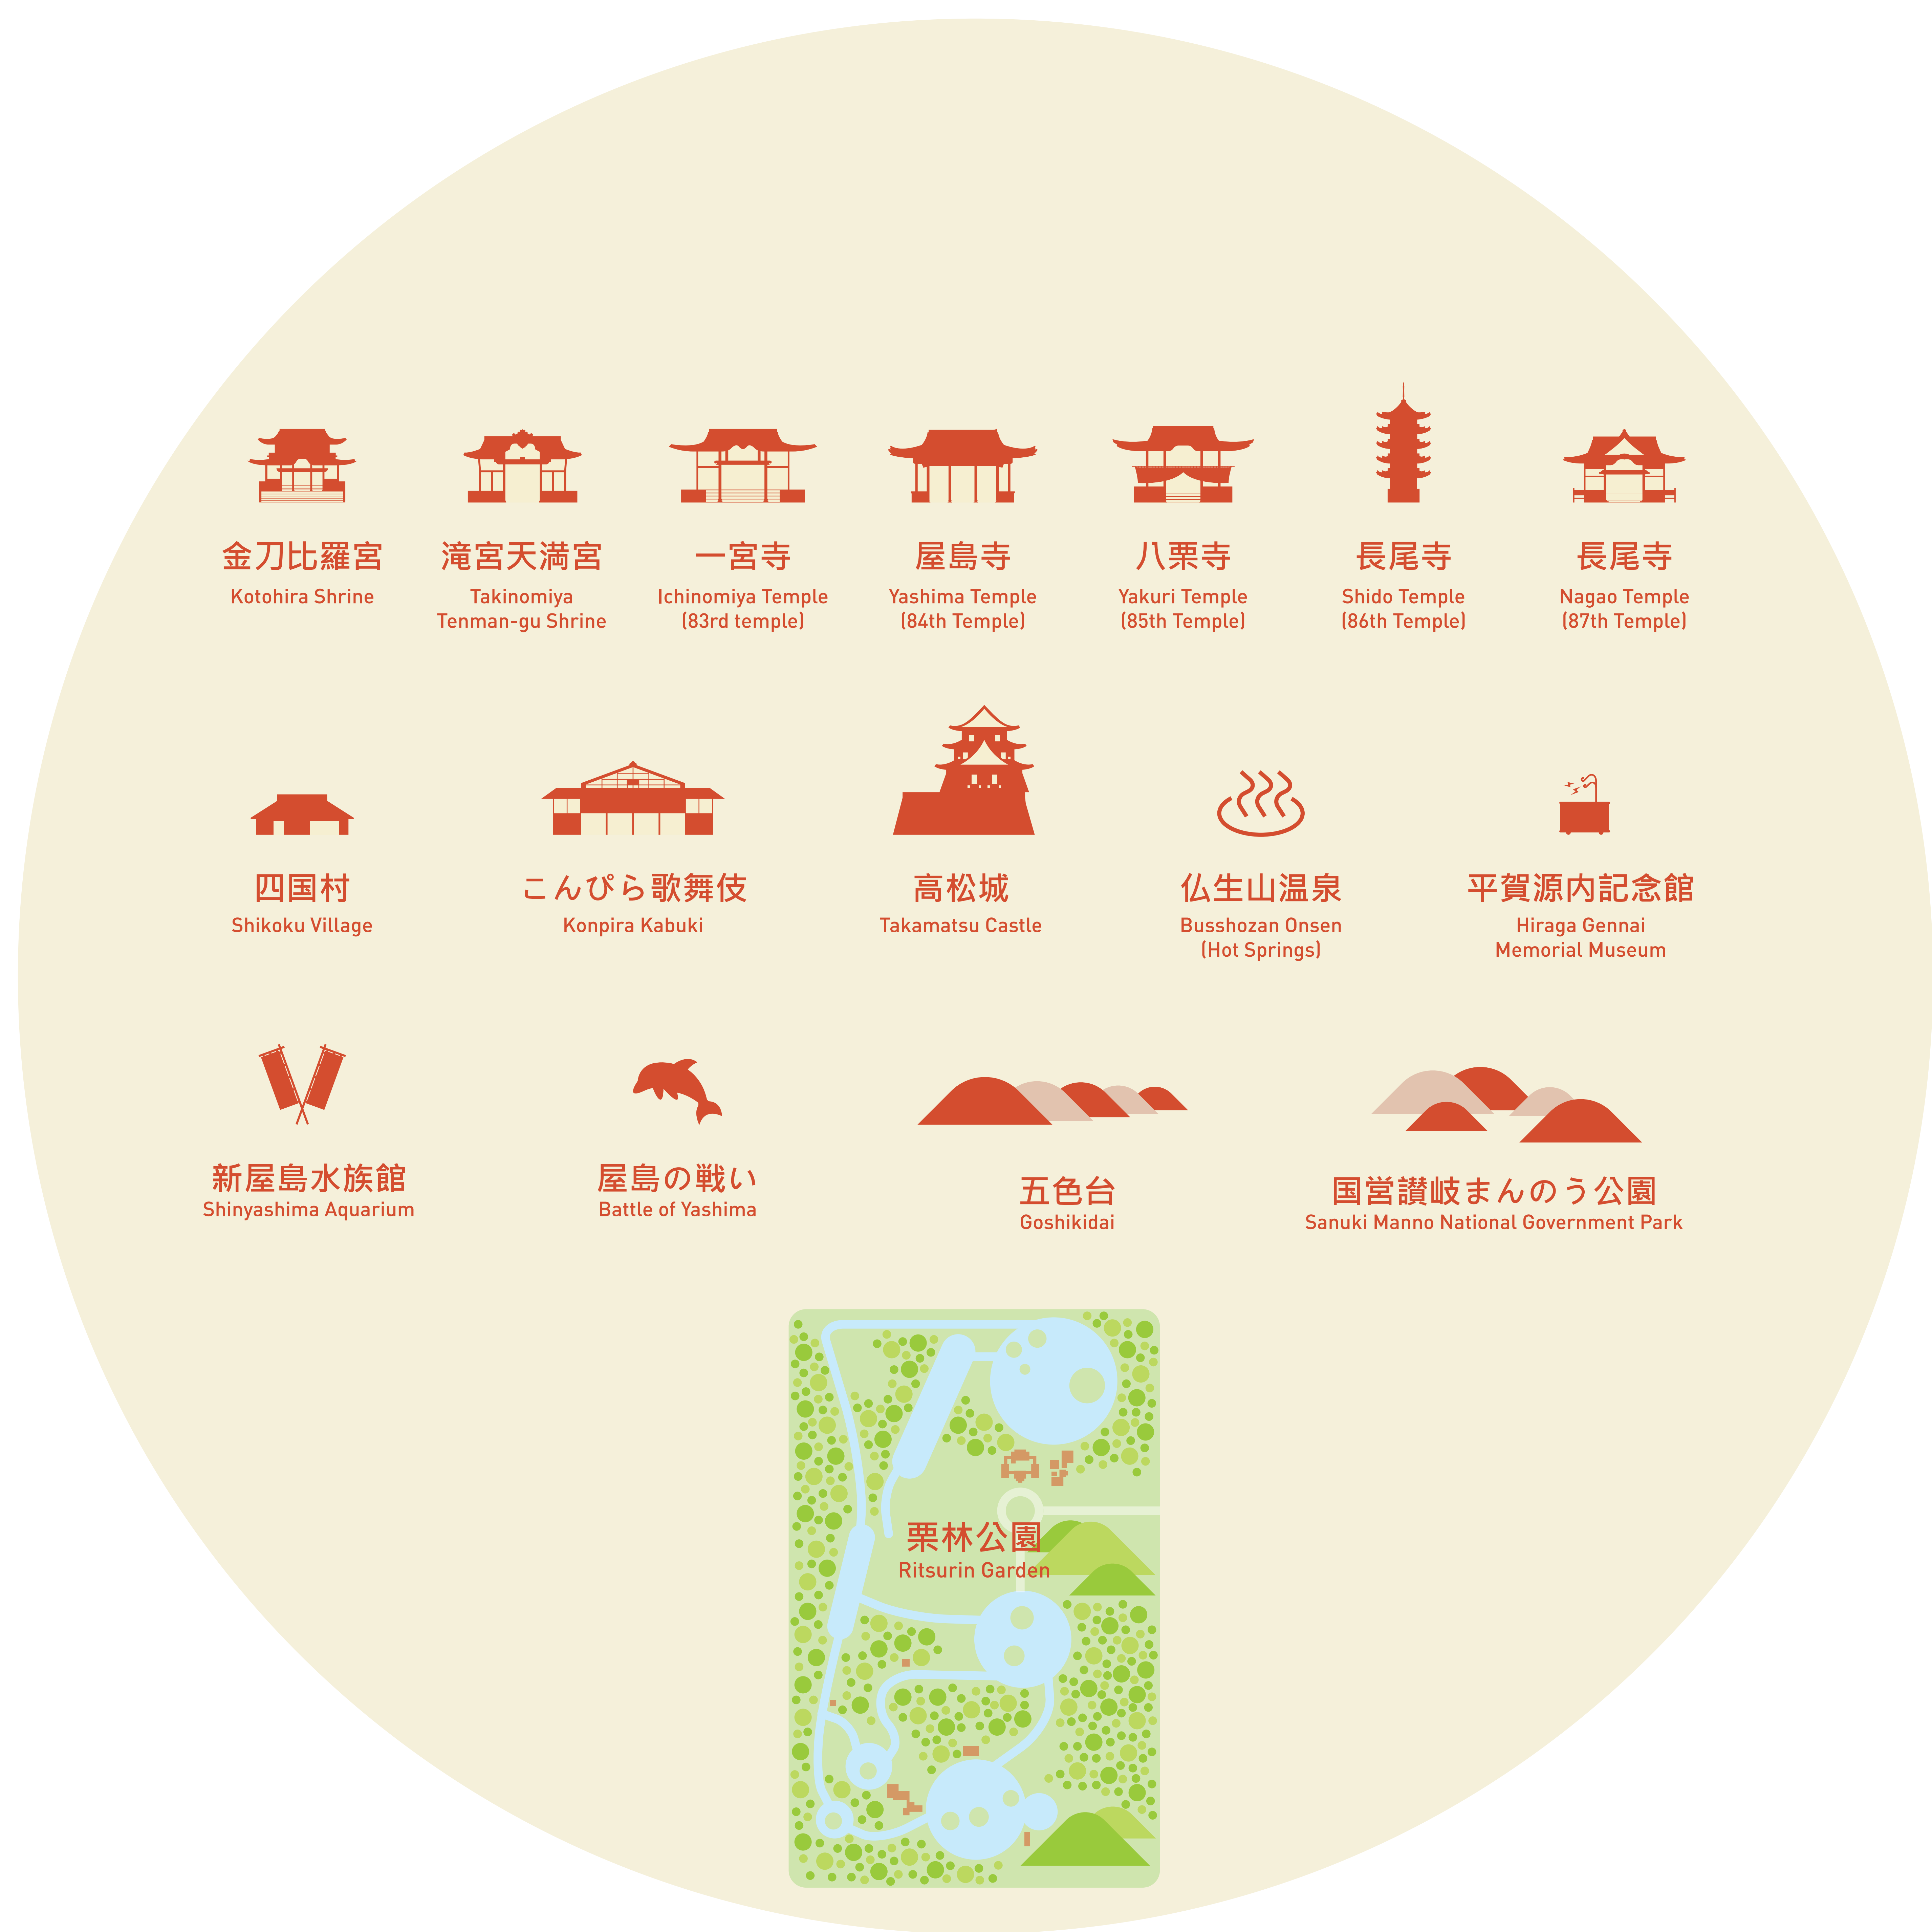 金刀比羅宮
Kotohira Shrine
滝宮天満宮
Takinomiya
Tenman-gu Shrine
一宮寺
Ichinomiya Temple
(83rd temple)
屋島寺
Yashima Temple
(84th Temple)
八栗寺
Yakuri Temple
(85th Temple)
長尾寺
Shido Temple
(86th Temple)
長尾寺
Nagao Temple
(87th Temple)
四国村
Shikoku Village
こんぴら歌舞伎
Konpira Kabuki
高松城
Takamatsu Castle
仏生山温泉
Busshozan Onsen
(Hot Springs)
平賀源内記念館
Hiraga Gennai
Memorial Museum
新屋島水族館
Shinyashima Aquarium
屋島の戦い
Battle of Yashima
五色台
Goshikidai
国営讃岐まんのう公園
Sanuki Manno National Government Park
栗林公園
Ritsurin Garden